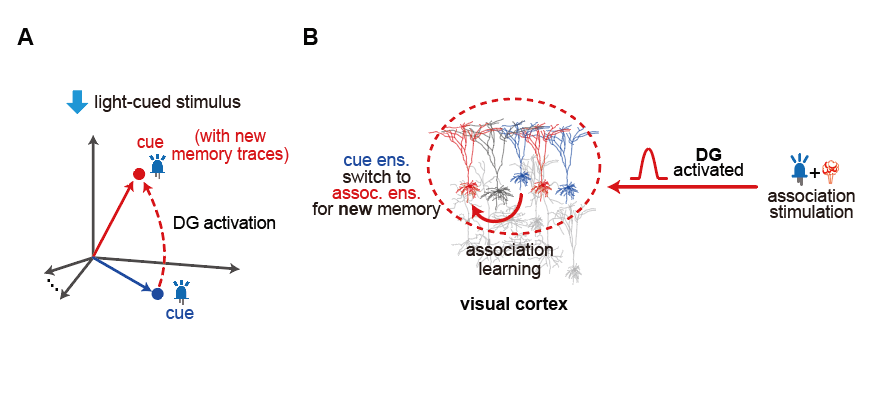 A
light-cued stimulus
cue
(with new
memory traces)
DG activation
cue
B
cue ens.
switch to
assoc. ens.
for new memory
association
learning
visual cortex
DG
activated
+
association
stimulation